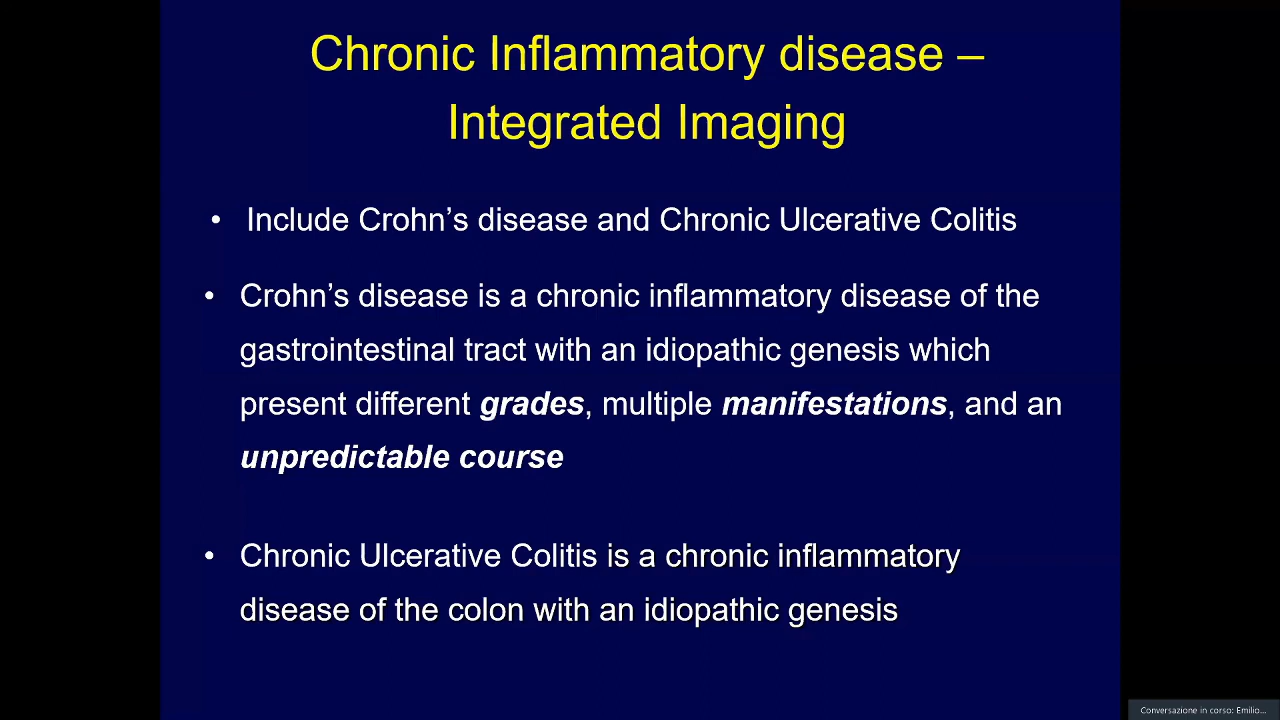 Chronic Inflammatory disease –
Integrated Imaging
• Include Crohn’s disease and Chronic Ulcerative Colitis
• Crohn’s disease is a chronic inflammatory disease of the
gastrointestinal tract with an idiopathic genesis which
present different grades, multiple manifestations, and an
unpredictable course
• Chronic Ulcerative Colitis is a chronic inflammatory
disease of the colon with an idiopathic genesis
Conversazione in corso: Emilio...